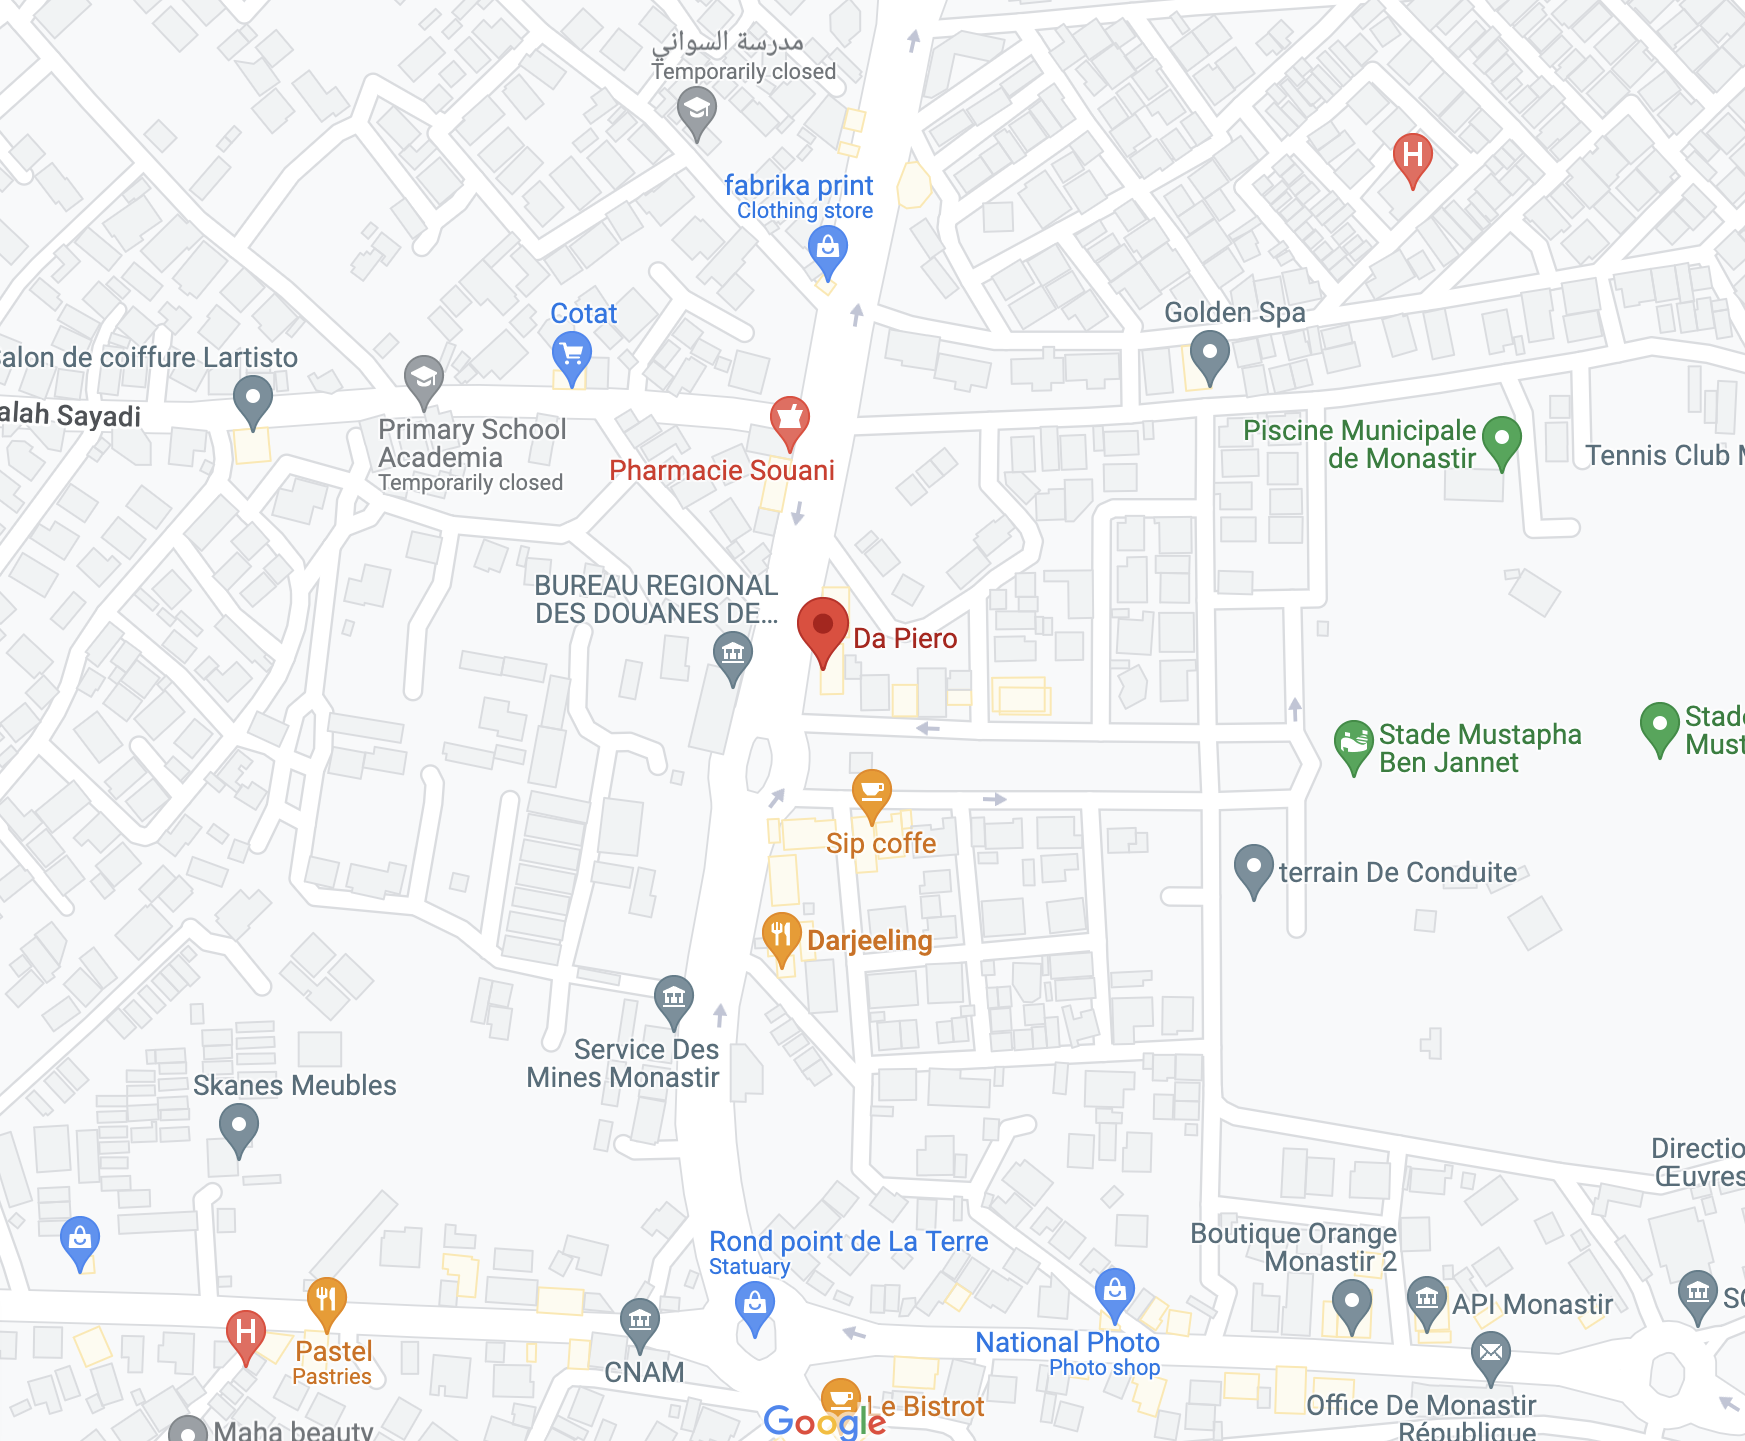 مدرسة السواني
Temporarily closed
fabrika print
Clothing store
Cotat
Golden Spa
alon de coiffure Lartisto
alah Sayadi
Primary School
Academia
Temporarily closed
Pharmacie Souani
Piscine Municipale
de Monastir
Tennis Club
BUREAU REGIONAL
DES DOUANES DE...
Da Piero
Stade Mustapha
Ben Jannet
Stade
Must
Sip coffe
terrain De Conduite
Darjeeling
Service Des
Mines Monastir
Skanes Meubles
Directio
Œuvres
Rond point de La Terre
Statuary
Boutique Orange
Monastir 2
API Monastir
National Photo
Photo shop
Pastel
Pastries
CNAM
Le Bistrot
Google
Office De Monastir
République
Maha beauty
H
H